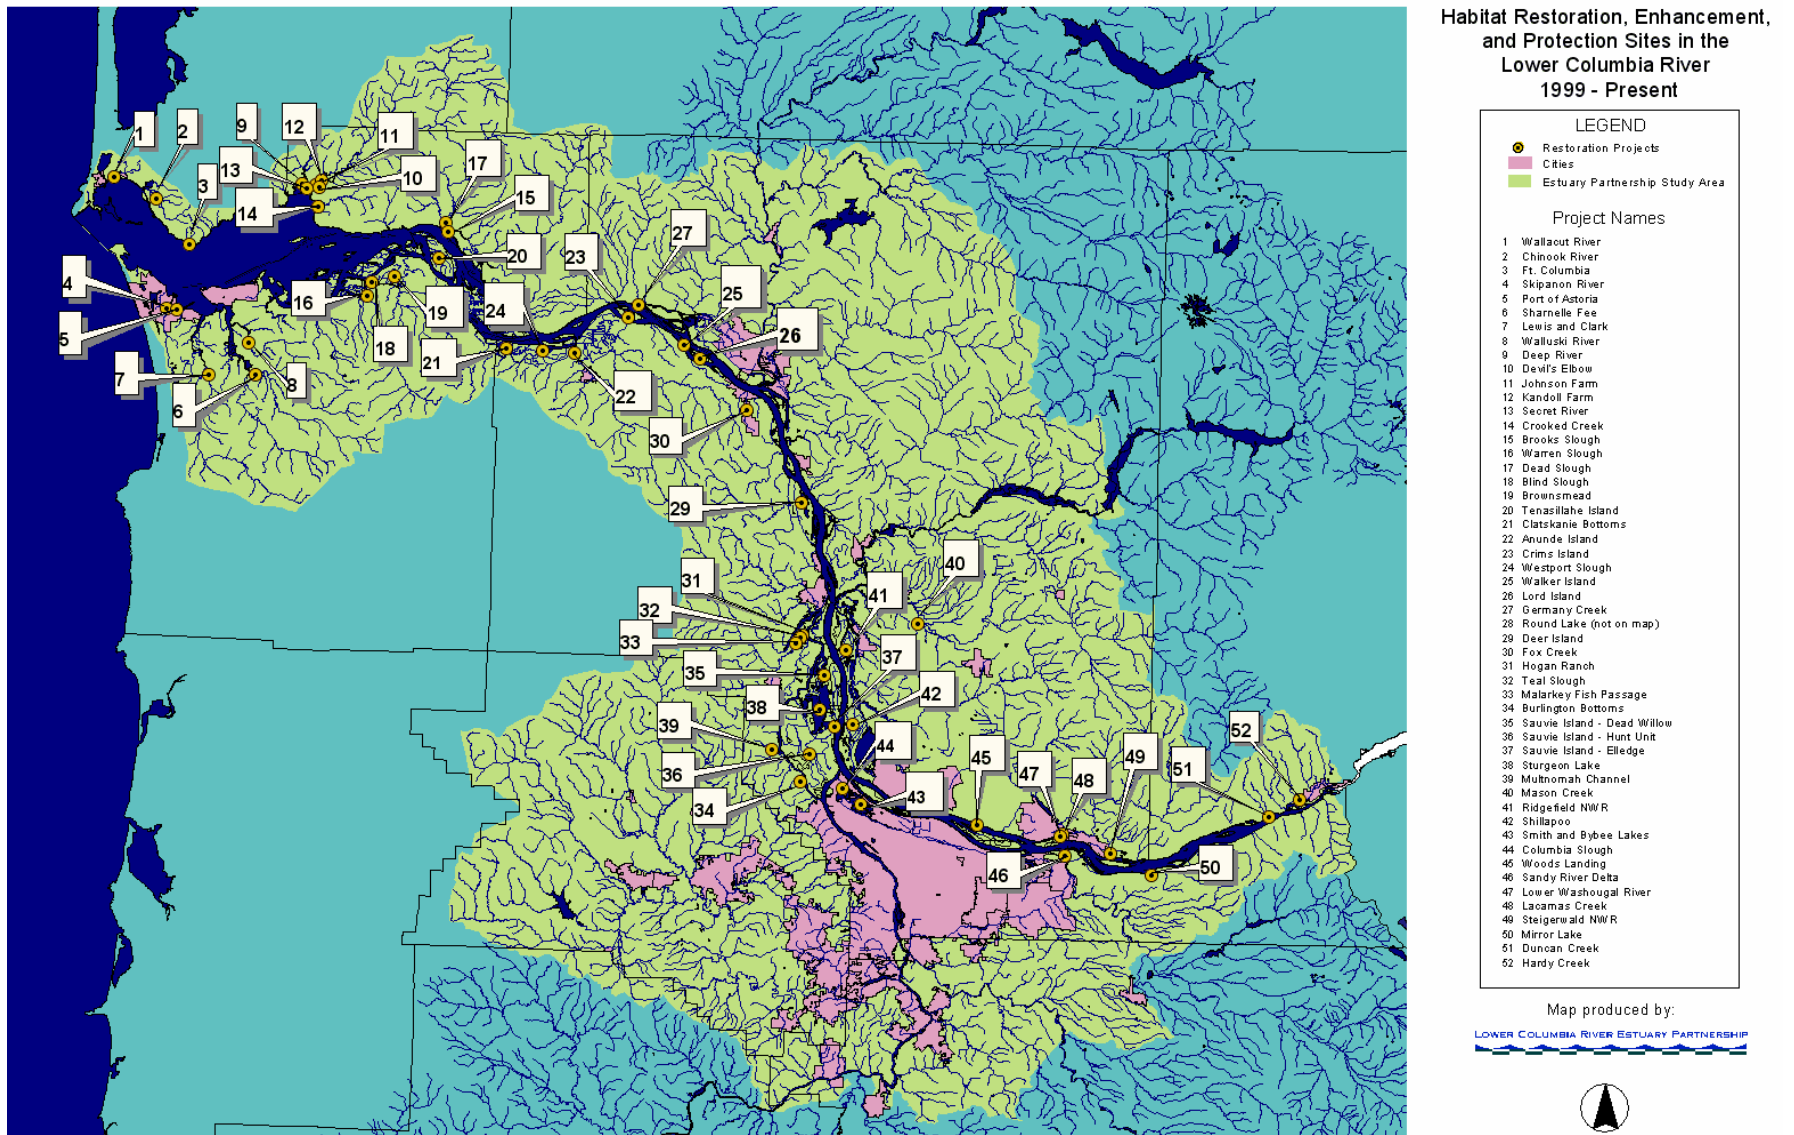 Habitat Restoration, Enhancement,
and Protection Sites in the
Lower Columbia River
1999 - Present
LEGEND
Restoration Projects
Cities
Estuary Partnership Study Area
Project Names
1 Wallacut River
2 Chinook River
3 Ft. Columbia
4 Skipanon River
5 Port of Astoria
6 Sharnelle Fee
7 Lewis and Clark
8 Walluski River
9 Deep River
10 Devil's Elbow
11 Johnson Farm
12 Kandoll Farm
13 Secret River
14 Crooked Creek
15 Brooks Slough
16 Warren Slough
17 Dead Slough
18 Blind Slough
19 Brownsmead
20 Tenasillahe Island
21 Clatskanie Bottoms
22 Anunde Island
23 Crims Island
24 Westport Slough
25 Walker Island
26 Lord Island
27 Germany Creek
28 Round Lake (not on map)
29 Deer Island
30 Fox Creek
31 Hogan Ranch
32 Teal Slough
33 Malarkey Fish Passage
34 Burlington Bottoms
35 Sauvie Island - Dead Willow
36 Sauvie Island - Hunt Unit
37 Sauvie Island - Elledge
38 Sturgeon Lake
39 Multnomah Channel
40 Mason Creek
41 Ridgefield NWR
42 Shillapoo
43 Smith and Bybee Lakes
44 Columbia Slough
45 Woods Landing
46 Sandy River Delta
47 Lower Washougal River
48 Lacamas Creek
49 Steigerwald NWR
50 Mirror Lake
51 Duncan Creek
52 Hardy Creek
Map produced by:
LOWER COLUMBIA RIVER ESTUARY PARTNERSHIP
1
2
9
12
11
17
13
10
3
15
14
27
23
20
4
25
16
19
24
26
5
18
21
7
8
22
6
30
29
40
31
41
32
33
37
35
42
38
39
52
44
45
49
36
47
48
51
43
34
50
46